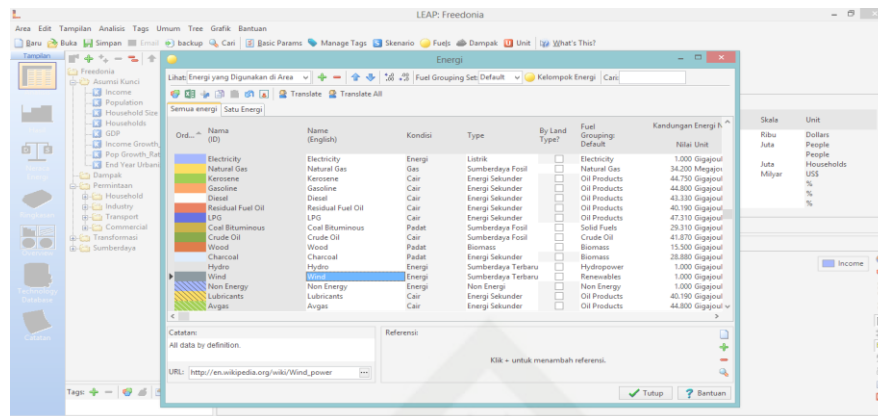 LEAP: Freedonia
Area Edit Tampilan Analisis Tags Umum Tree Grafik Bantuan
Baru Buka Simpan Email backup Cari Basic Params Manage Tags Skenario Fuels Dampak Unit What's This?
Tampilan
Freedonia
Asumsi Kunci
Income
Population
Household Size
Households
GDP
Income Growth_
Pop Growth_Rat
End Year Urbani
Dampak
Permintaan
Household
Industry
Transport
Commercial
Transformasi
Sumberdaya
Overview
Technology
Database
Catatan
Tags:
Energi
Lihat: Energi yang Digunakan di Area Fuel Grouping Set: Default Kelompok Energi Cari:
Translate Translate All
Semua energi Satu Energi
Ord... Nama (ID) Name (English) Kondisi Type By Land Type? Fuel Grouping: Default Kandungan Energi N
Nilai Unit
Electricity Electricity Energi Listrik Electricity 1.000 Gigajoul
Natural Gas Natural Gas Gas Sumberdaya Fosil Natural Gas 34.200 Megajou
Kerosene Kerosene Cair Energi Sekunder Oil Products 44.750 Gigajoul
Gasoline Gasoline Cair Energi Sekunder Oil Products 44.800 Gigajoul
Diesel Diesel Cair Energi Sekunder Oil Products 43.330 Gigajoul
Residual Fuel Oil Residual Fuel Oil Cair Energi Sekunder Oil Products 40.190 Gigajoul
LPG LPG Cair Energi Sekunder Oil Products 47.310 Gigajoul
Coal Bituminous Coal Bituminous Padat Sumberdaya Fosil Solid Fuels 29.310 Gigajoul
Crude Oil Crude Oil Cair Sumberdaya Fosil Crude Oil 41.870 Gigajoul
Wood Wood Padat Biomass Biomass 15.500 Gigajoul
Charcoal Charcoal Padat Energi Sekunder Biomass 28.880 Gigajoul
Hydro Hydro Energi Sumberdaya Terbaru Hydropower 1.000 Gigajoul
Wind Wind Energi Sumberdaya Terbaru Renewables 1.000 Gigajoul
Non Energy Non Energy Energi Non Energi Non Energy 1.000 Gigajoul
Lubricants Lubricants Cair Energi Sekunder Oil Products 40.190 Gigajoul
Avgas Avgas Cair Energi Sekunder Oil Products 44.800 Gigajoul
Catatan:
All data by definition.
URL: http://en.wikipedia.org/wiki/Wind_power ...
Referensi:
Klik + untuk menambah referensi.
Tutup Bantuan
Skala Unit
Ribu Dollars
Juta People
People
Juta Households
Milyar US$
%
%
%
Income